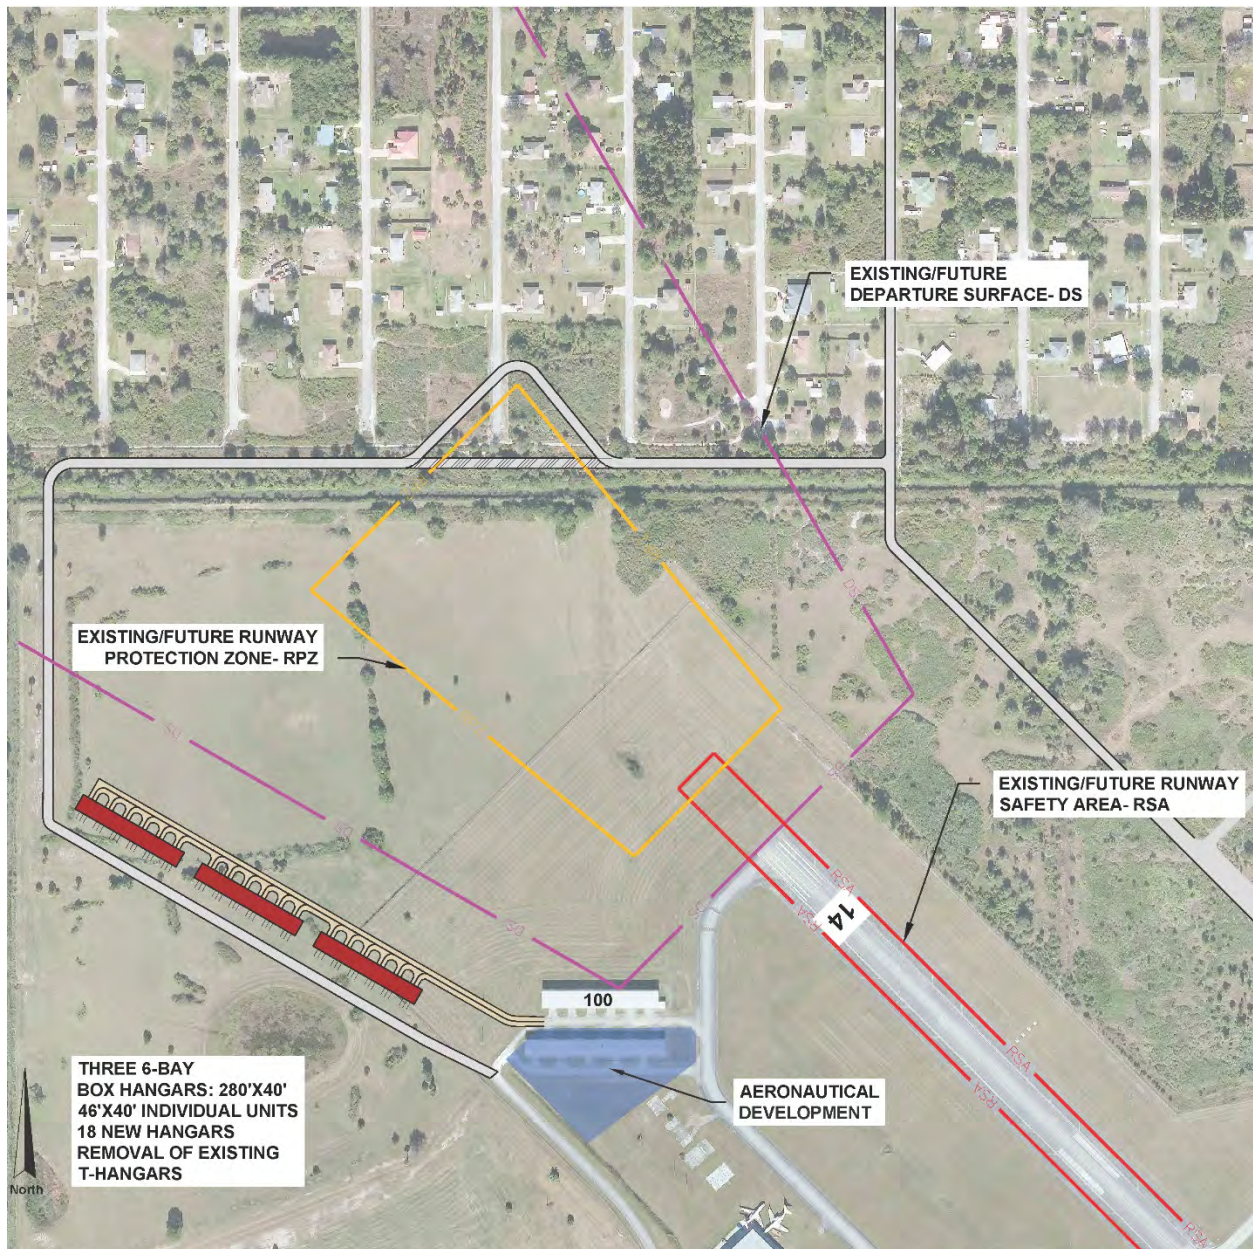 EXISTING/FUTURE
DEPARTURE SURFACE- DS
EXISTING/FUTURE RUNWAY
PROTECTION ZONE- RPZ
DS
DS
DS
DS
DS
EXISTING/FUTURE RUNWAY
SAFETY AREA- RSA
RSA
RSA
14
100
AERONAUTICAL
DEVELOPMENT
THREE 6-BAY
BOX HANGARS: 280'X40'
46'X40' INDIVIDUAL UNITS
18 NEW HANGARS
REMOVAL OF EXISTING
T-HANGARS
RSA
RSA
RSA
North